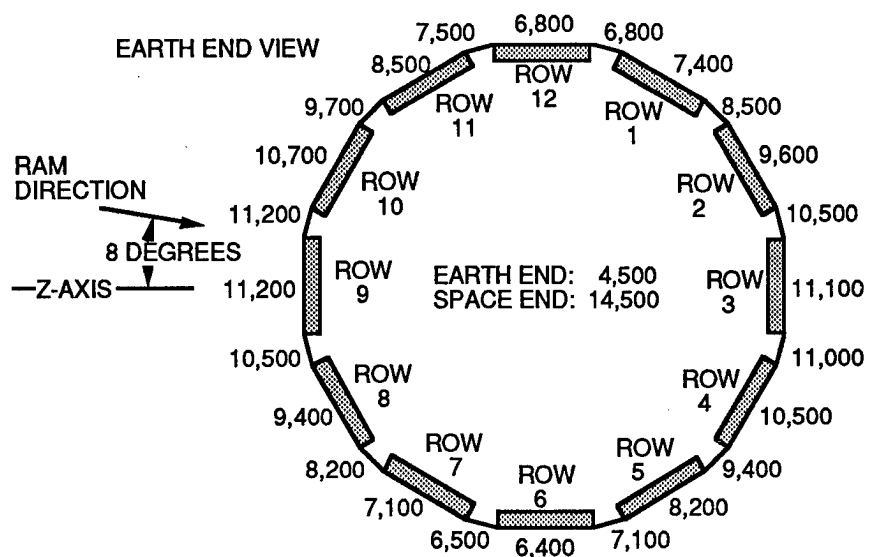 EARTH END VIEW
7,500
6,800
6,800
8,500
7,400
9,700
ROW
11
ROW
12
ROW
1
8,500
10,700
9,600
RAM
DIRECTION
ROW
10
ROW
2
11,200
10,500
8 DEGREES
Z-AXIS
11,200
ROW
9
EARTH END: 4,500
SPACE END: 14,500
ROW
3
11,100
10,500
11,000
ROW
8
ROW
4
9,400
10,500
ROW
7
ROW
6
ROW
5
8,200
9,400
7,100
8,200
6,500
6,400
7,100